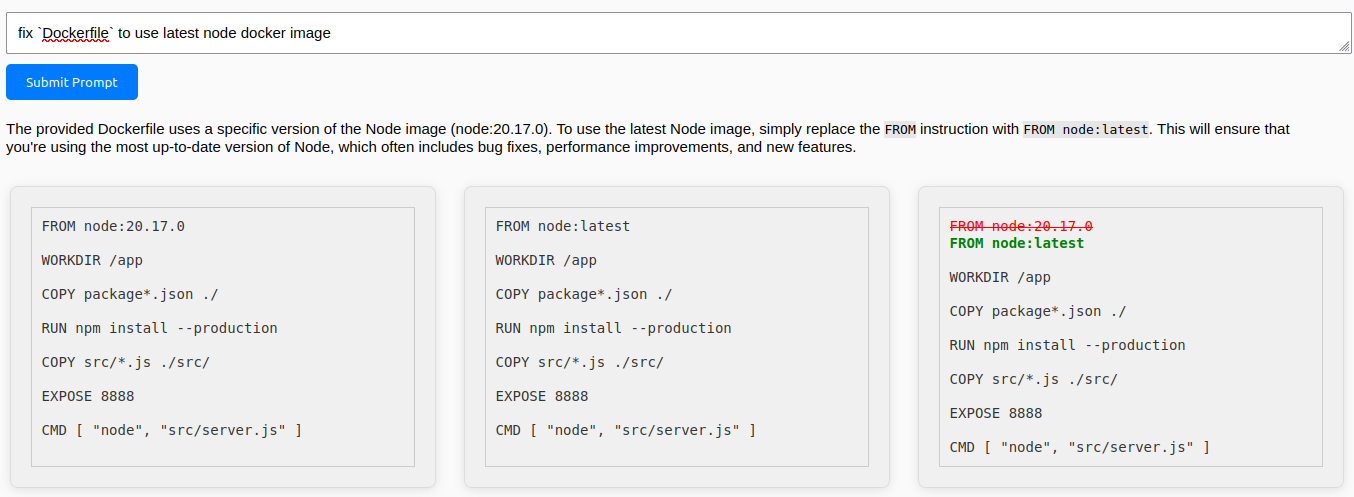 fix `Dockerfile` to use latest node docker image
Submit Prompt
The provided Dockerfile uses a specific version of the Node image (node:20.17.0). To use the latest Node image, simply replace the FROM instruction with FROM node:latest. This will ensure that
you're using the most up-to-date version of Node, which often includes bug fixes, performance improvements, and new features.
FROM node:20.17.0
WORKDIR /app
COPY package*.json ./
RUN npm install --production
COPY src/*.js ./src/
EXPOSE 8888
CMD [ "node", "src/server.js" ]
FROM node:latest
WORKDIR /app
COPY package*.json ./
RUN npm install --production
COPY src/*.js ./src/
EXPOSE 8888
CMD [ "node", "src/server.js" ]
FROM node:20.17.0
FROM node:latest
WORKDIR /app
COPY package*.json ./
RUN npm install --production
COPY src/*.js ./src/
EXPOSE 8888
CMD [ "node", "src/server.js" ]